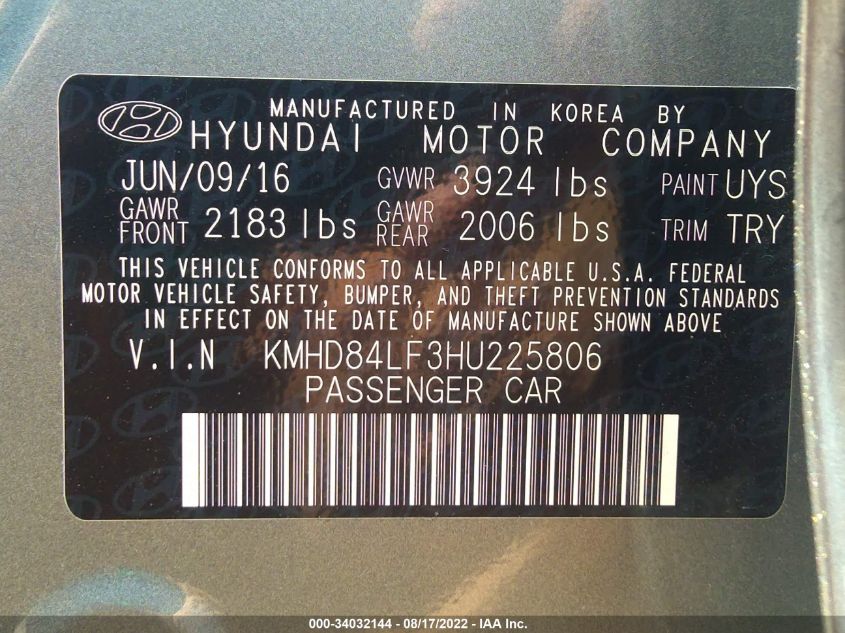 MANUFACTURED IN KOREA BY
HYUNDAI MOTOR COMPANY
JUN/09/16 GVWR 3924 lbs PAINT UYS
GAWR FRONT 2183 lbs GAWR REAR 2006 lbs TRIM TRY
THIS VEHICLE CONFORMS TO ALL APPLICABLE U.S.A. FEDERAL
MOTOR VEHICLE SAFETY, BUMPER, AND THEFT PREVENTION STANDARDS
IN EFFECT ON THE DATE OF MANUFACTURE SHOWN ABOVE
V.I.N KMHD84LF3HU225806
PASSENGER CAR
000-34032144 - 08/17/2022 - IAA Inc.